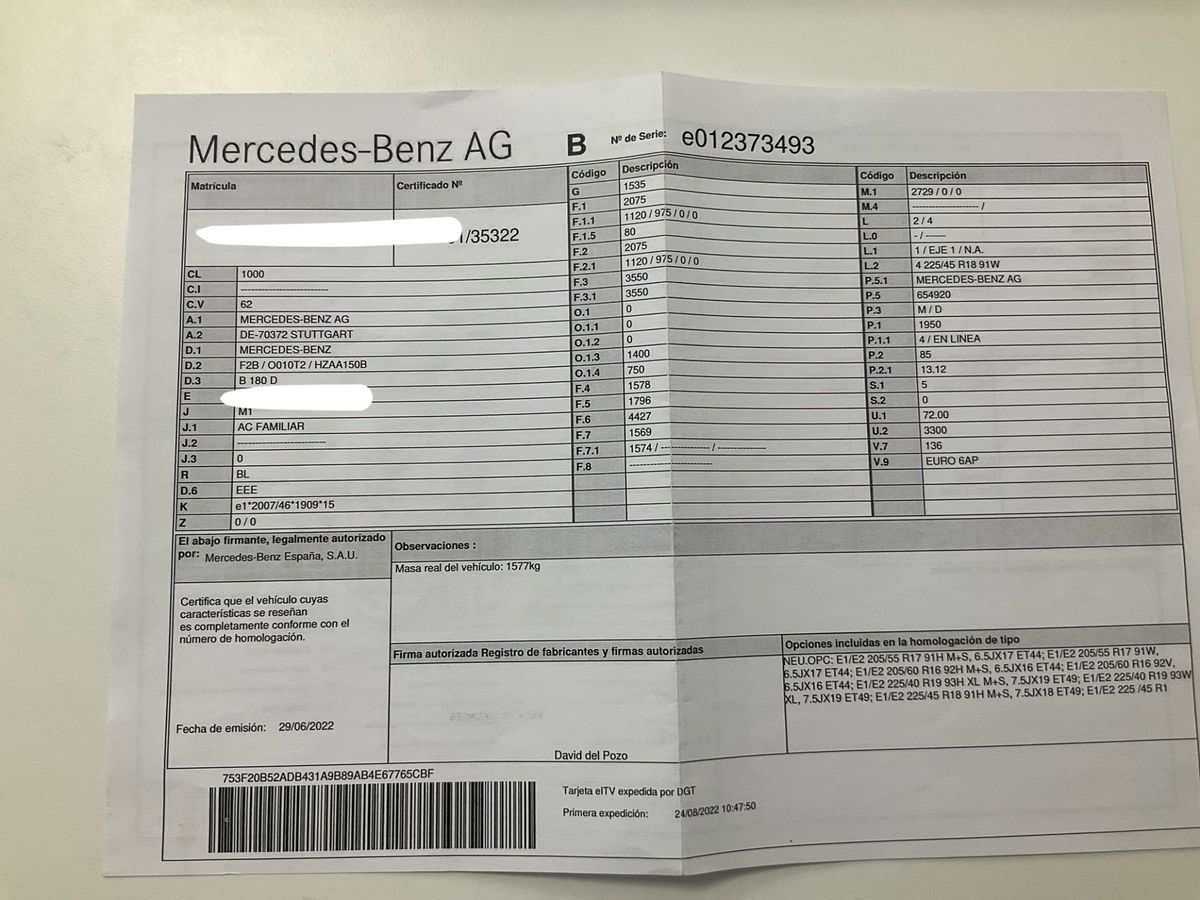 Mercedes-Benz AG
B
Nº de Serie: e012373493
Matrícula
Certificado Nº
1/35322
CL 1000
C.I -------------------------
C.V 62
A.1 MERCEDES-BENZ AG
A.2 DE-70372 STUTTGART
D.1 MERCEDES-BENZ
D.2 F2B / O010T2 / HZAA150B
D.3 B 180 D
E
J M1
J.1 AC FAMILIAR
J.2 -------------------------
J.3 0
R BL
D.6 EEE
K e1*2007/46*1909*15
Z 0 / 0
Código Descripción
G 1535
F.1 2075
F.1.1 1120 / 975 / 0 / 0
F.1.5 80
F.2 2075
F.2.1 1120 / 975 / 0 / 0
F.3 3550
F.3.1 3550
O.1 0
O.1.1 0
O.1.2 0
O.1.3 1400
O.1.4 750
F.4 1578
F.5 1796
F.6 4427
F.7 1569
F.7.1 1574 / -------------- / --------------
F.8 ------------------------
Código Descripción
M.1 2729 / 0 / 0
M.4 ------------------- /
L 2 / 4
L.0 - / ------
L.1 1 / EJE 1 / N.A.
L.2 4 225/45 R18 91W
P.5.1 MERCEDES-BENZ AG
P.5 654920
P.3 M / D
P.1 1950
P.1.1 4 / EN LINEA
P.2 85
P.2.1 13.12
S.1 5
S.2 0
U.1 72.00
U.2 3300
V.7 136
V.9 EURO 6AP
El abajo firmante, legalmente autorizado
por: Mercedes-Benz España, S.A.U.
Certifica que el vehículo cuyas
características se reseñan
es completamente conforme con el
número de homologación.
Fecha de emisión: 29/06/2022
Observaciones :
Masa real del vehículo: 1577kg
Firma autorizada Registro de fabricantes y firmas autorizadas
David del Pozo
Opciones incluidas en la homologación de tipo
NEU.OPC: E1/E2 205/55 R17 91H M+S, 6.5JX17 ET44; E1/E2 205/55 R17 91W,
6.5JX17 ET44; E1/E2 205/60 R16 92H M+S, 6.5JX16 ET44; E1/E2 205/60 R16 92V,
6.5JX16 ET44; E1/E2 225/40 R19 93H XL M+S, 7.5JX19 ET49; E1/E2 225/40 R19 93W
XL, 7.5JX19 ET49; E1/E2 225/45 R18 91H M+S, 7.5JX18 ET49; E1/E2 225 /45 R1
753F20B52ADB431A9B89AB4E67765CBF
Tarjeta eITV expedida por DGT
Primera expedición: 24/08/2022 10:47:50